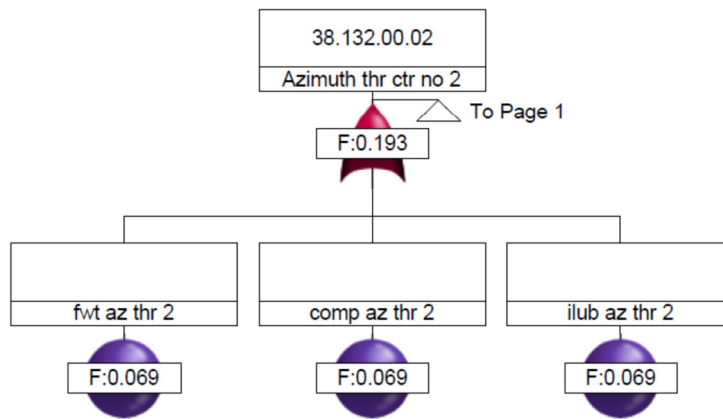 38.132.00.02
Azimuth thr ctr no 2
To Page 1
F:0.193
fwt az thr 2
comp az thr 2
ilub az thr 2
F:0.069
F:0.069
F:0.069